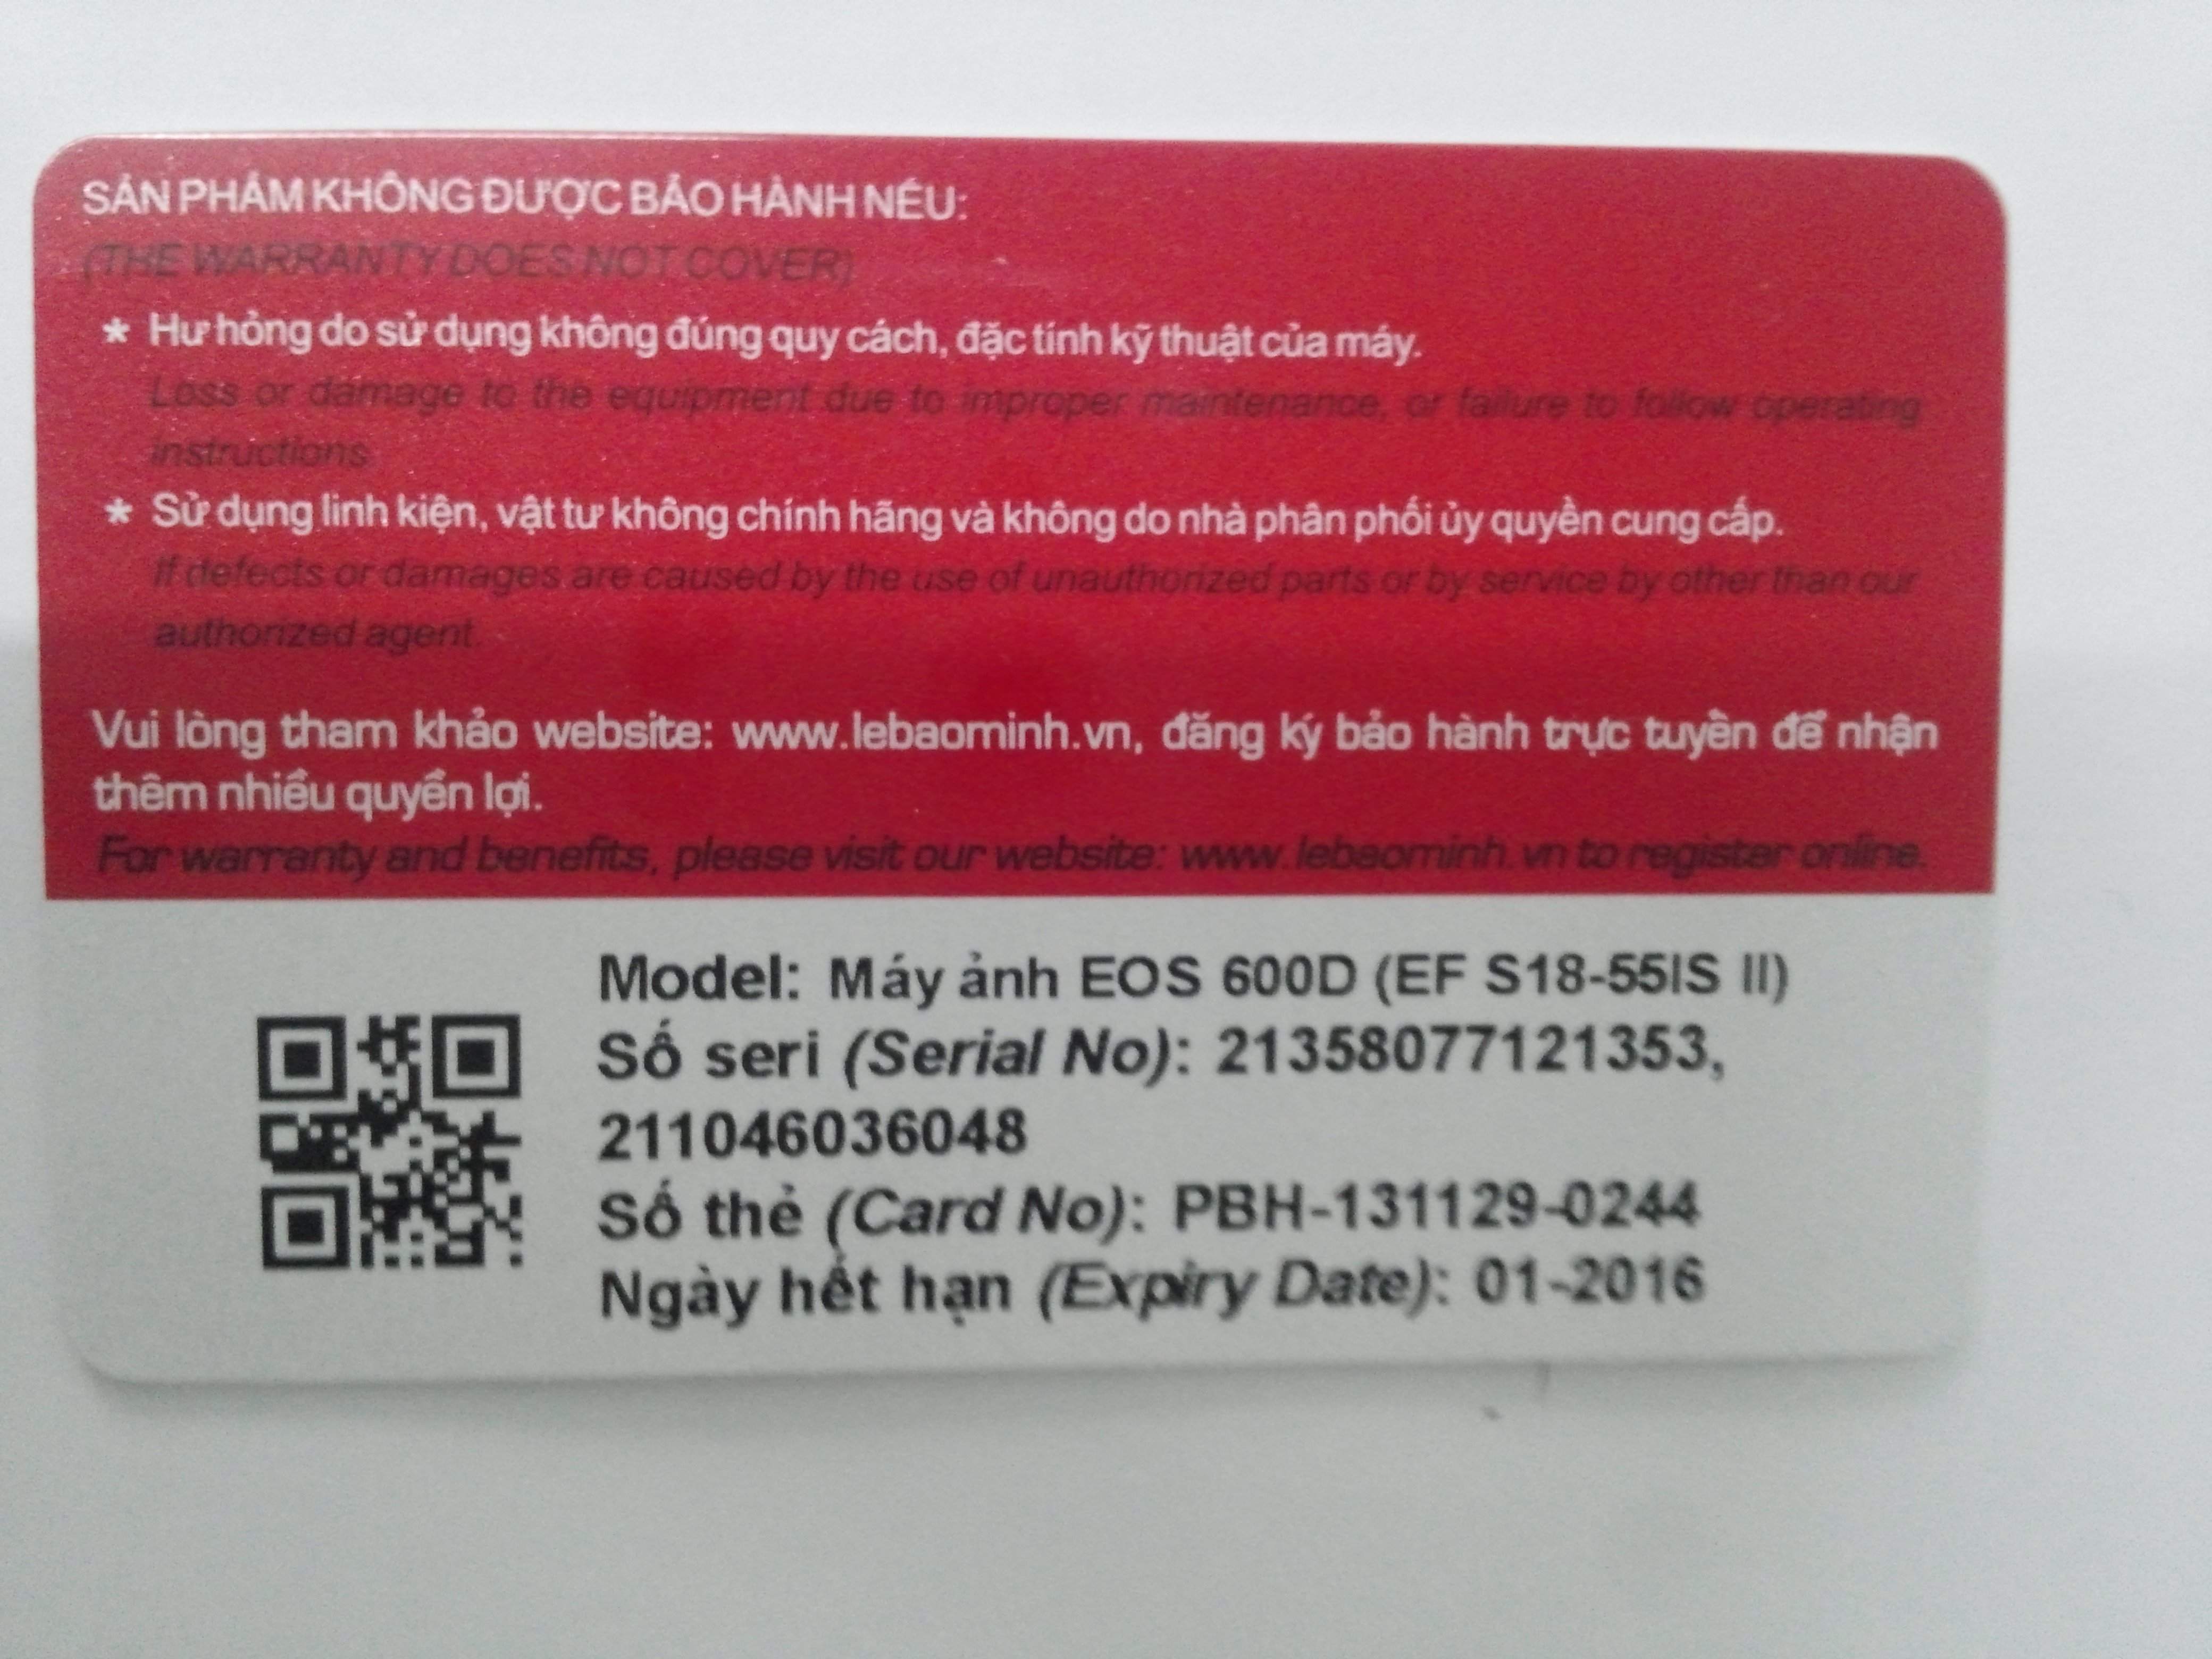 SẢN PHẨM KHÔNG ĐƯỢC BẢO HÀNH NẾU:
(THE WARRANTY DOES NOT COVER)
* Hư hỏng do sử dụng không đúng quy cách, đặc tính kỹ thuật của máy.
Loss or damage to the equipment due to improper maintenance, or failure to follow operating
instructions
* Sử dụng linh kiện, vật tư không chính hãng và không do nhà phân phối ủy quyền cung cấp.
If defects or damages are caused by the use of unauthorized parts or by service by other than our
authorized agent.
Vui lòng tham khảo website: www.lebaominh.vn, đăng ký bảo hành trực tuyền để nhận
thêm nhiều quyền lợi.
For warranty and benefits, please visit our website: www.lebaominh.vn to register online.
Model: Máy ảnh EOS 600D (EF S18-55IS II)
Số seri (Serial No): 21358077121353,
211046036048
Số thẻ (Card No): PBH-131129-0244
Ngày hết hạn (Expiry Date): 01-2016